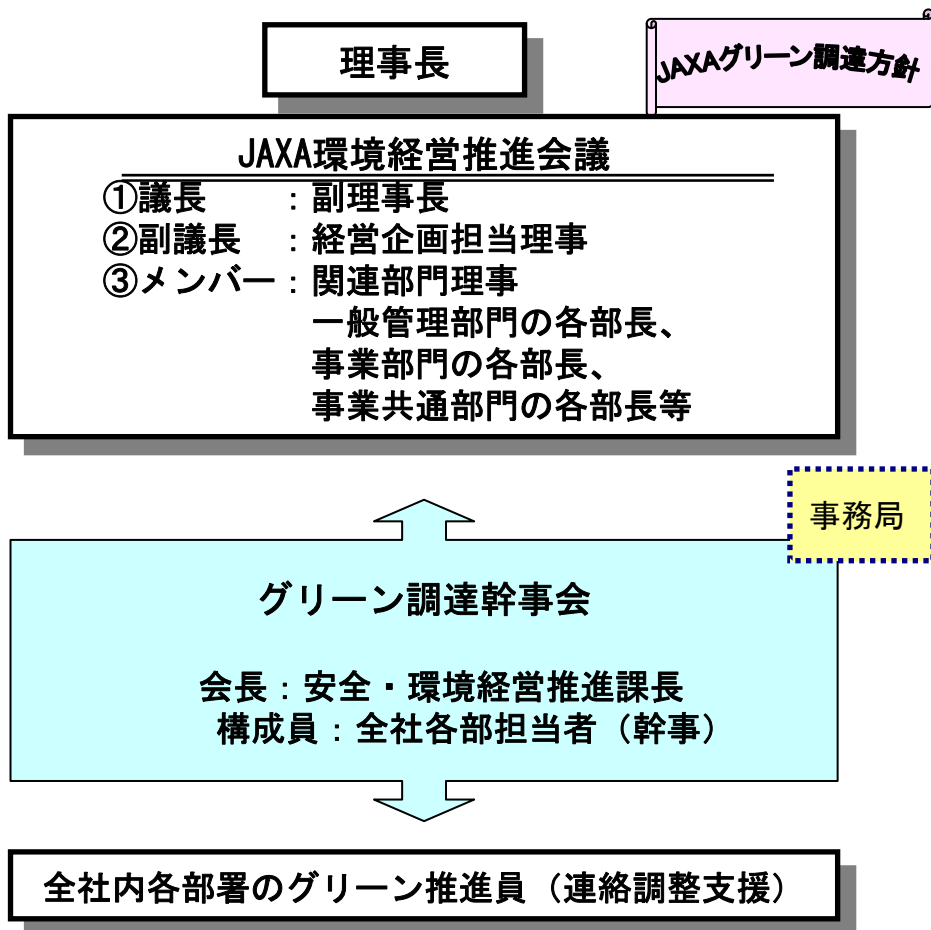 理事長
JAXAグリーン調達方針
JAXA環境経営推進会議
①議長　　：副理事長
②副議長　：経営企画担当理事
③メンバー：関連部門理事
一般管理部門の各部長、
事業部門の各部長、
事業共通部門の各部長等
事務局
グリーン調達幹事会
会長：安全・環境経営推進課長
構成員：全社各部担当者（幹事）
全社内各部署のグリーン推進員（連絡調整支援）